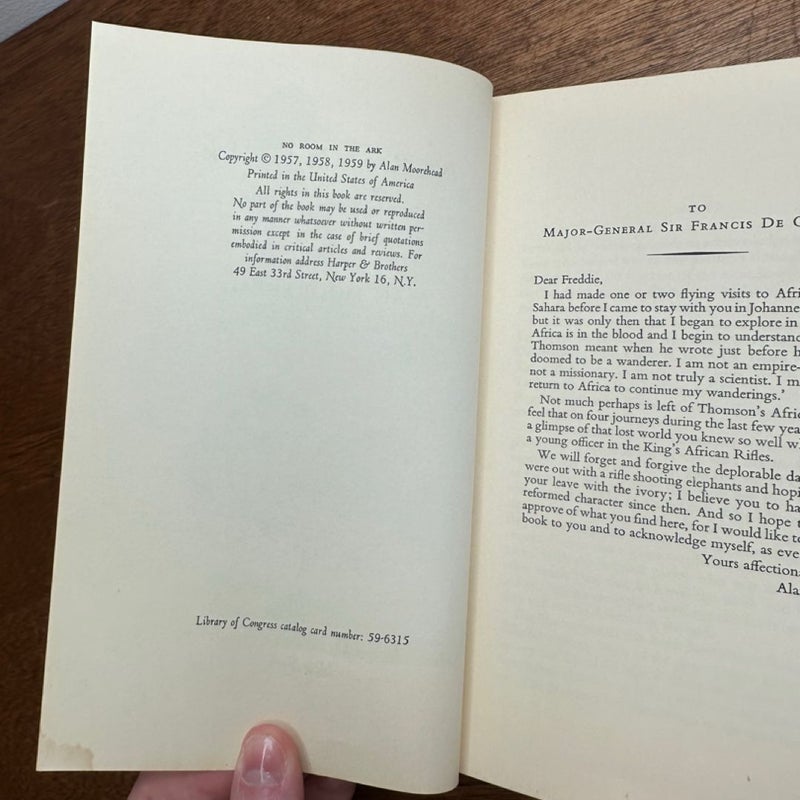 NO ROOM IN THE ARK
Copyright © 1957, 1958, 1959 by Alan Moorehead
Printed in the United States of America
All rights in this book are reserved.
No part of the book may be used or reproduced
in any manner whatsoever without written per-
mission except in the case of brief quotations
embodied in critical articles and reviews. For
information address Harper & Brothers
49 East 33rd Street, New York 16, N.Y.
Library of Congress catalog card number: 59-6315
TO
MAJOR-GENERAL SIR FRANCIS DE
Dear Freddie,
I had made one or two flying visits to
Sahara before I came to stay with you in
but it was only then that I began to explore in
Africa is in the blood and I begin to
Thomson meant when he wrote just before
doomed to be a wanderer. I am not an
not a missionary. I am not truly a scientist. I
return to Africa to continue my wanderings.'
Not much perhaps is left of Thomson's
feel that on four journeys during the last few
a glimpse of that lost world you knew so well
a young officer in the King's African Rifles.
We will forget and forgive the deplorable
were out with a rifle shooting elephants and
your leave with the ivory; I believe you to
reformed character since then. And so I hope
approve of what you find here, for I would like
book to you and to acknowledge myself, as
Yours